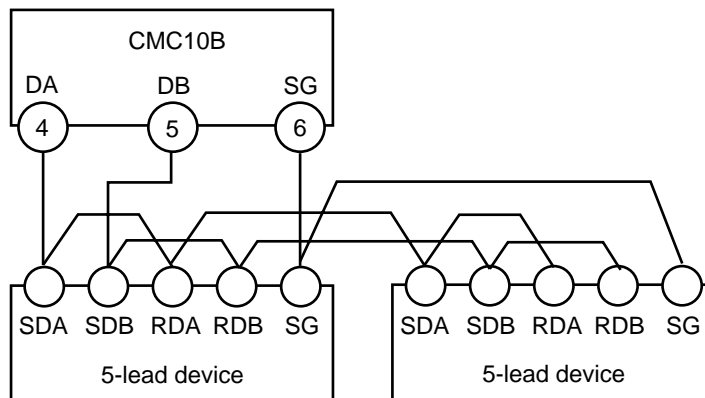 CMC10B
DA DB SG
4 5 6
SDA SDB RDA RDB SG SDA SDB RDA RDB SG
5-lead device 5-lead device